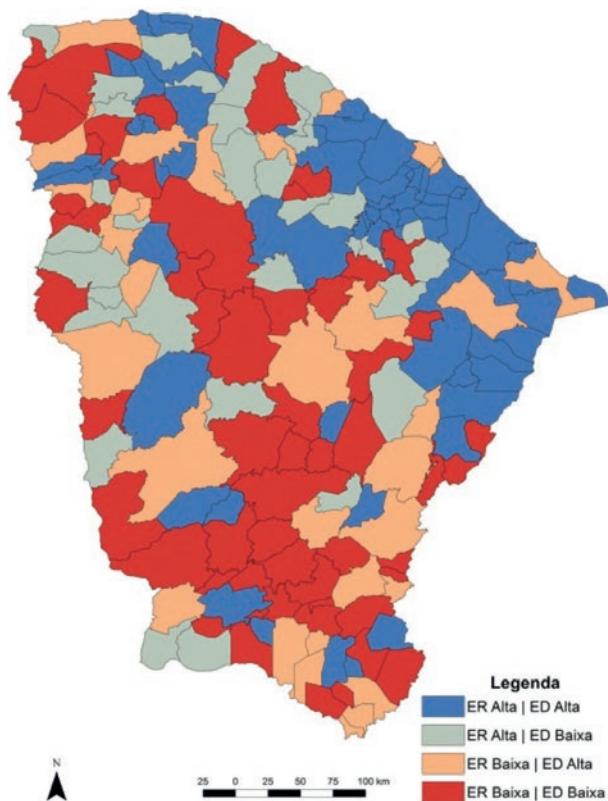 Legenda
ER Alta | ED Alta
ER Alta | ED Baixa
ER Baixa | ED Alta
ER Baixa | ED Baixa
N
25 0 25 50 75 100 km